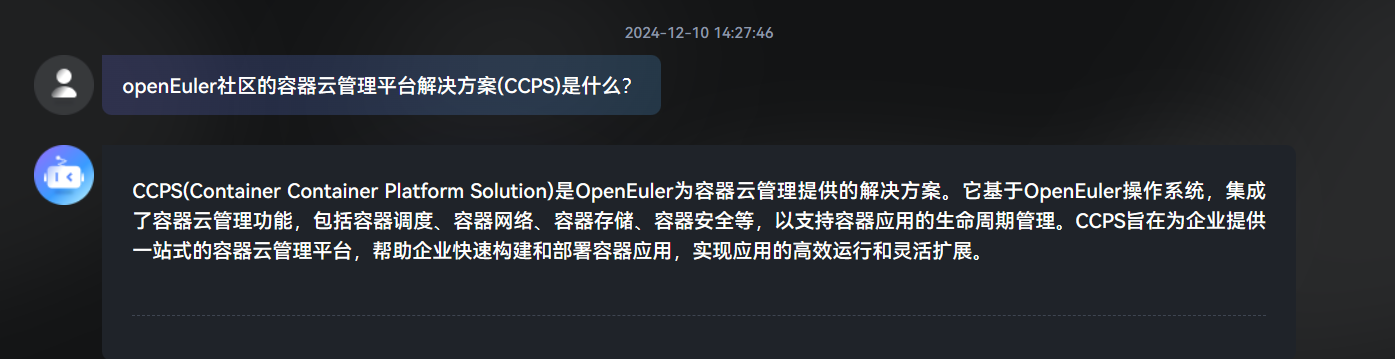 2024-12-10 14:27:46
openEuler社区的容器云管理平台解决方案(CCPS)是什么？
CCPS(Container Container Platform Solution)是OpenEuler为容器云管理提供的解决方案。它基于OpenEuler操作系统，集成
了容器云管理功能，包括容器调度、容器网络、容器存储、容器安全等，以支持容器应用的生命周期管理。CCPS旨在为企业提供
一站式的容器云管理平台，帮助企业快速构建和部署容器应用，实现应用的高效运行和灵活扩展。